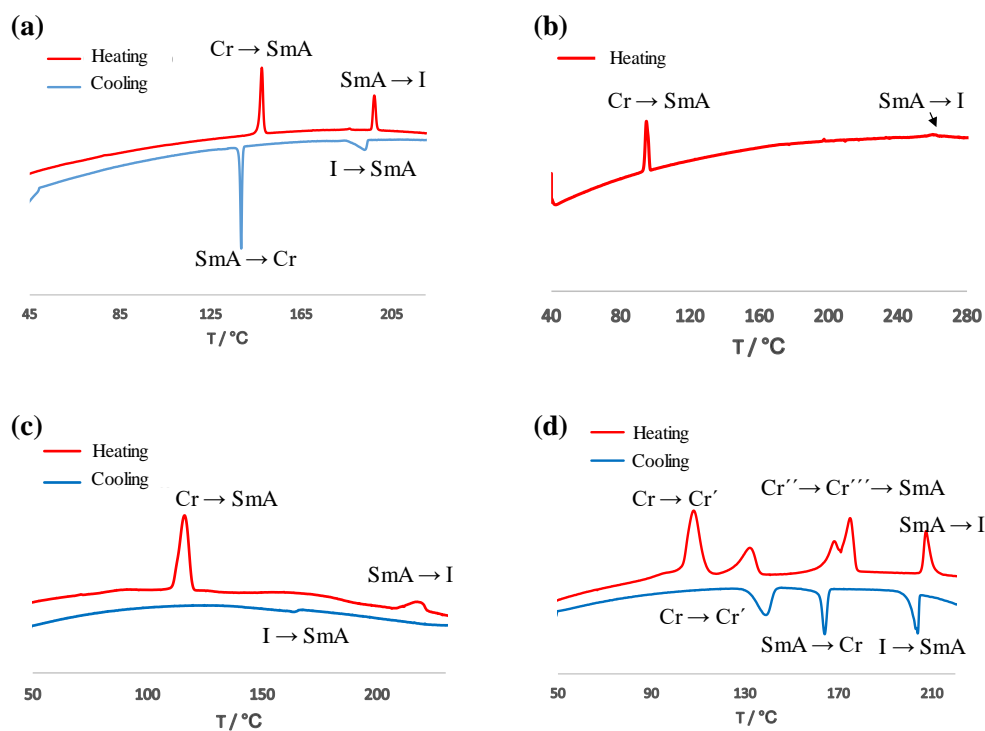 (a)
Heating
Cooling
Cr → SmA
SmA → I
I → SmA
SmA → Cr
45 85 125 165 205
T / °C
(b)
Heating
Cr → SmA
SmA → I
40 80 120 160 200 240 280
T / °C
(c)
Heating
Cooling
Cr → SmA
SmA → I
I → SmA
50 100 150 200
T / °C
(d)
Heating
Cooling
Cr → Cr′
Cr′′ → Cr′′′ → SmA
SmA → I
Cr → Cr′
SmA → Cr
I → SmA
50 90 130 170 210
T / °C